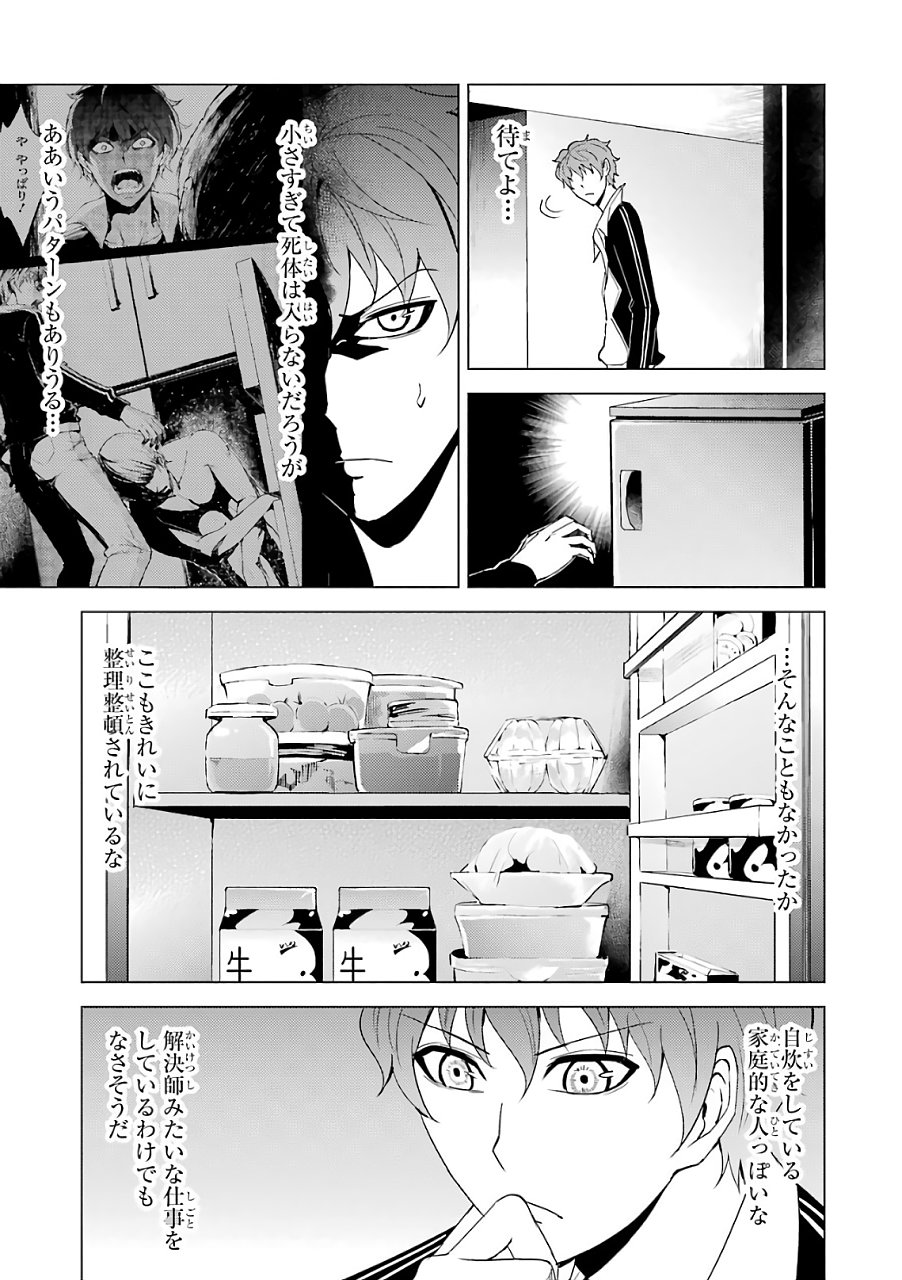 待てよ…
小さすぎて死体は入らないだろうが
ああいうパターンもありうる…
や やっぱり！
…そんなこともなかったか
ここもきれいに
整理整頓されているな
牛
牛
自炊をしている
家庭的な人っぽいな
解決師みたいな仕事を
しているわけでも
なさそうだ